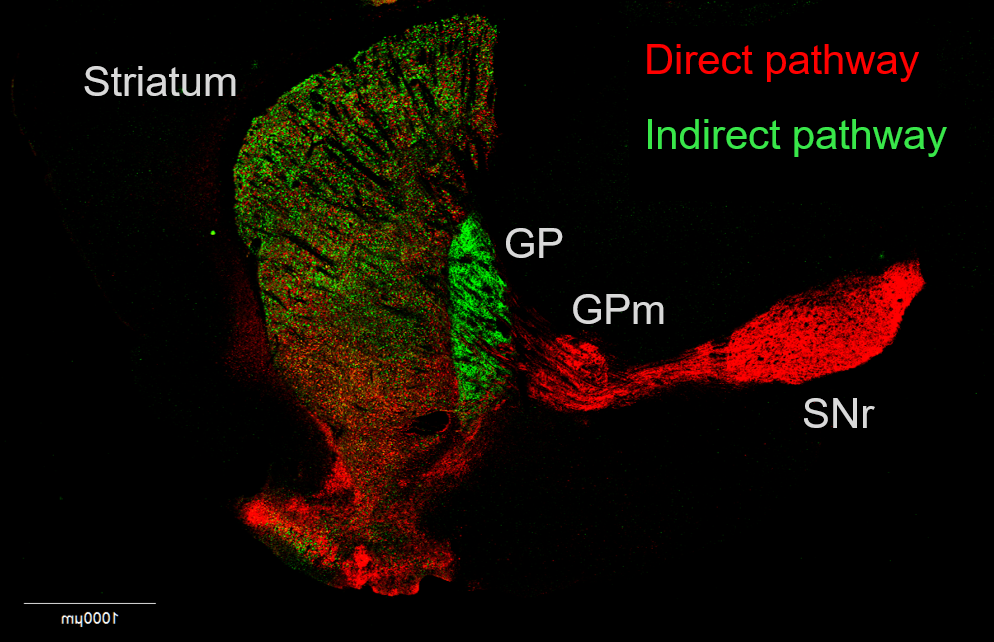 Direct pathway
Striatum
Indirect pathway
GP
GPm
SNr
1000µm